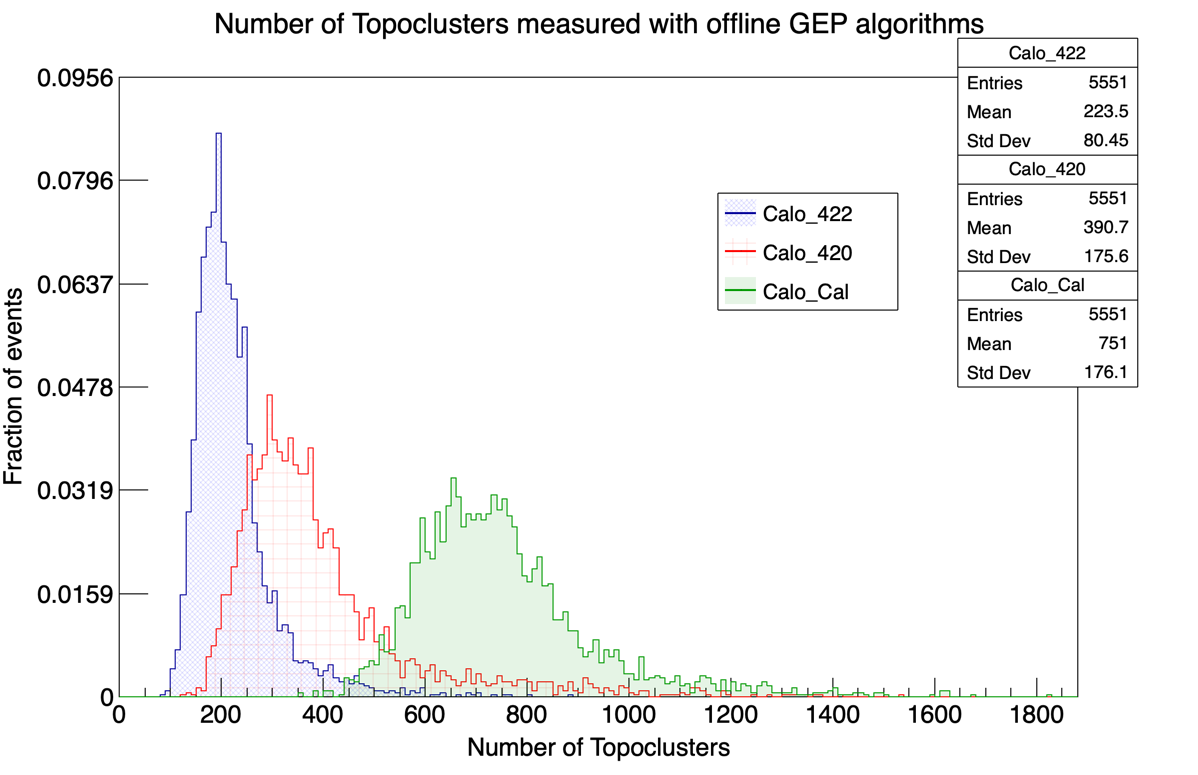 Number of Topoclusters measured with offline GEP algorithms
Calo_422
Entries 5551
Mean 223.5
Std Dev 80.45
Calo_420
Entries 5551
Mean 390.7
Std Dev 175.6
Calo_Cal
Entries 5551
Mean 751
Std Dev 176.1
Calo_422
Calo_420
Calo_Cal
Fraction of events
0.0956
0.0796
0.0637
0.0478
0.0319
0.0159
0
0 200 400 600 800 1000 1200 1400 1600 1800
Number of Topoclusters